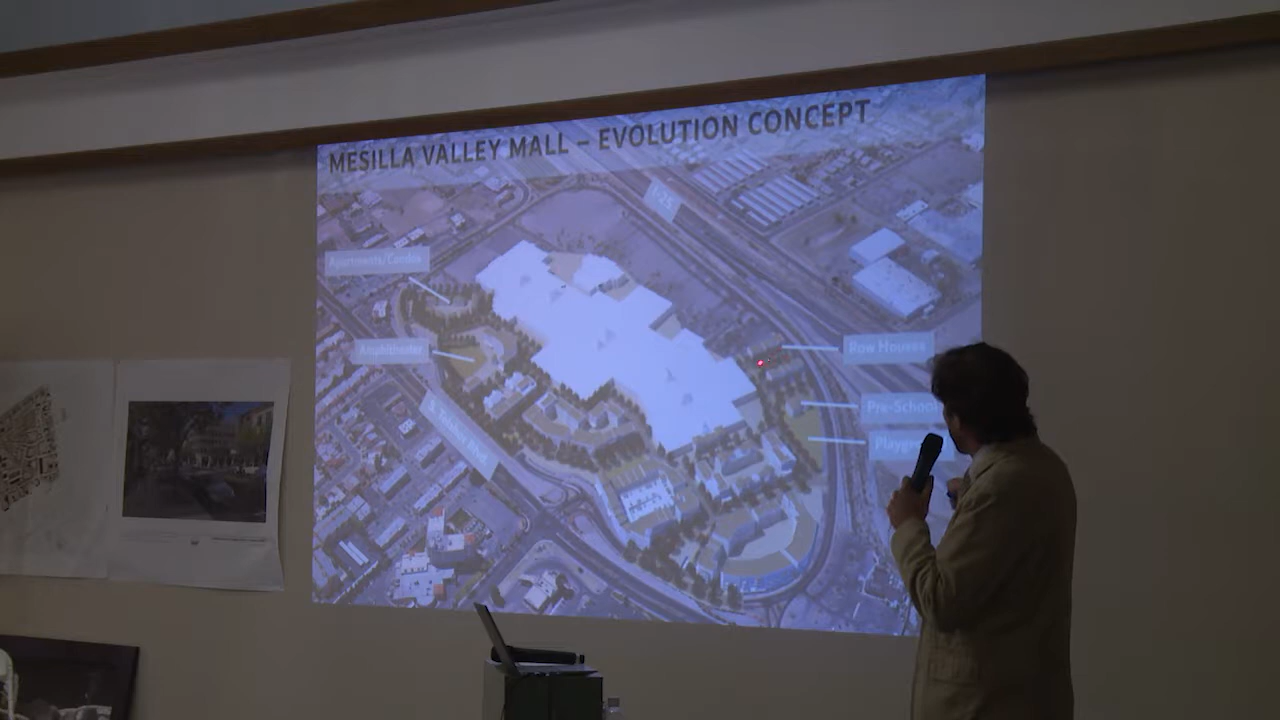 MESILLA VALLEY MALL – EVOLUTION CONCEPT
I-25
Apartments/Condos
Amphitheater
Row Houses
Pre-School